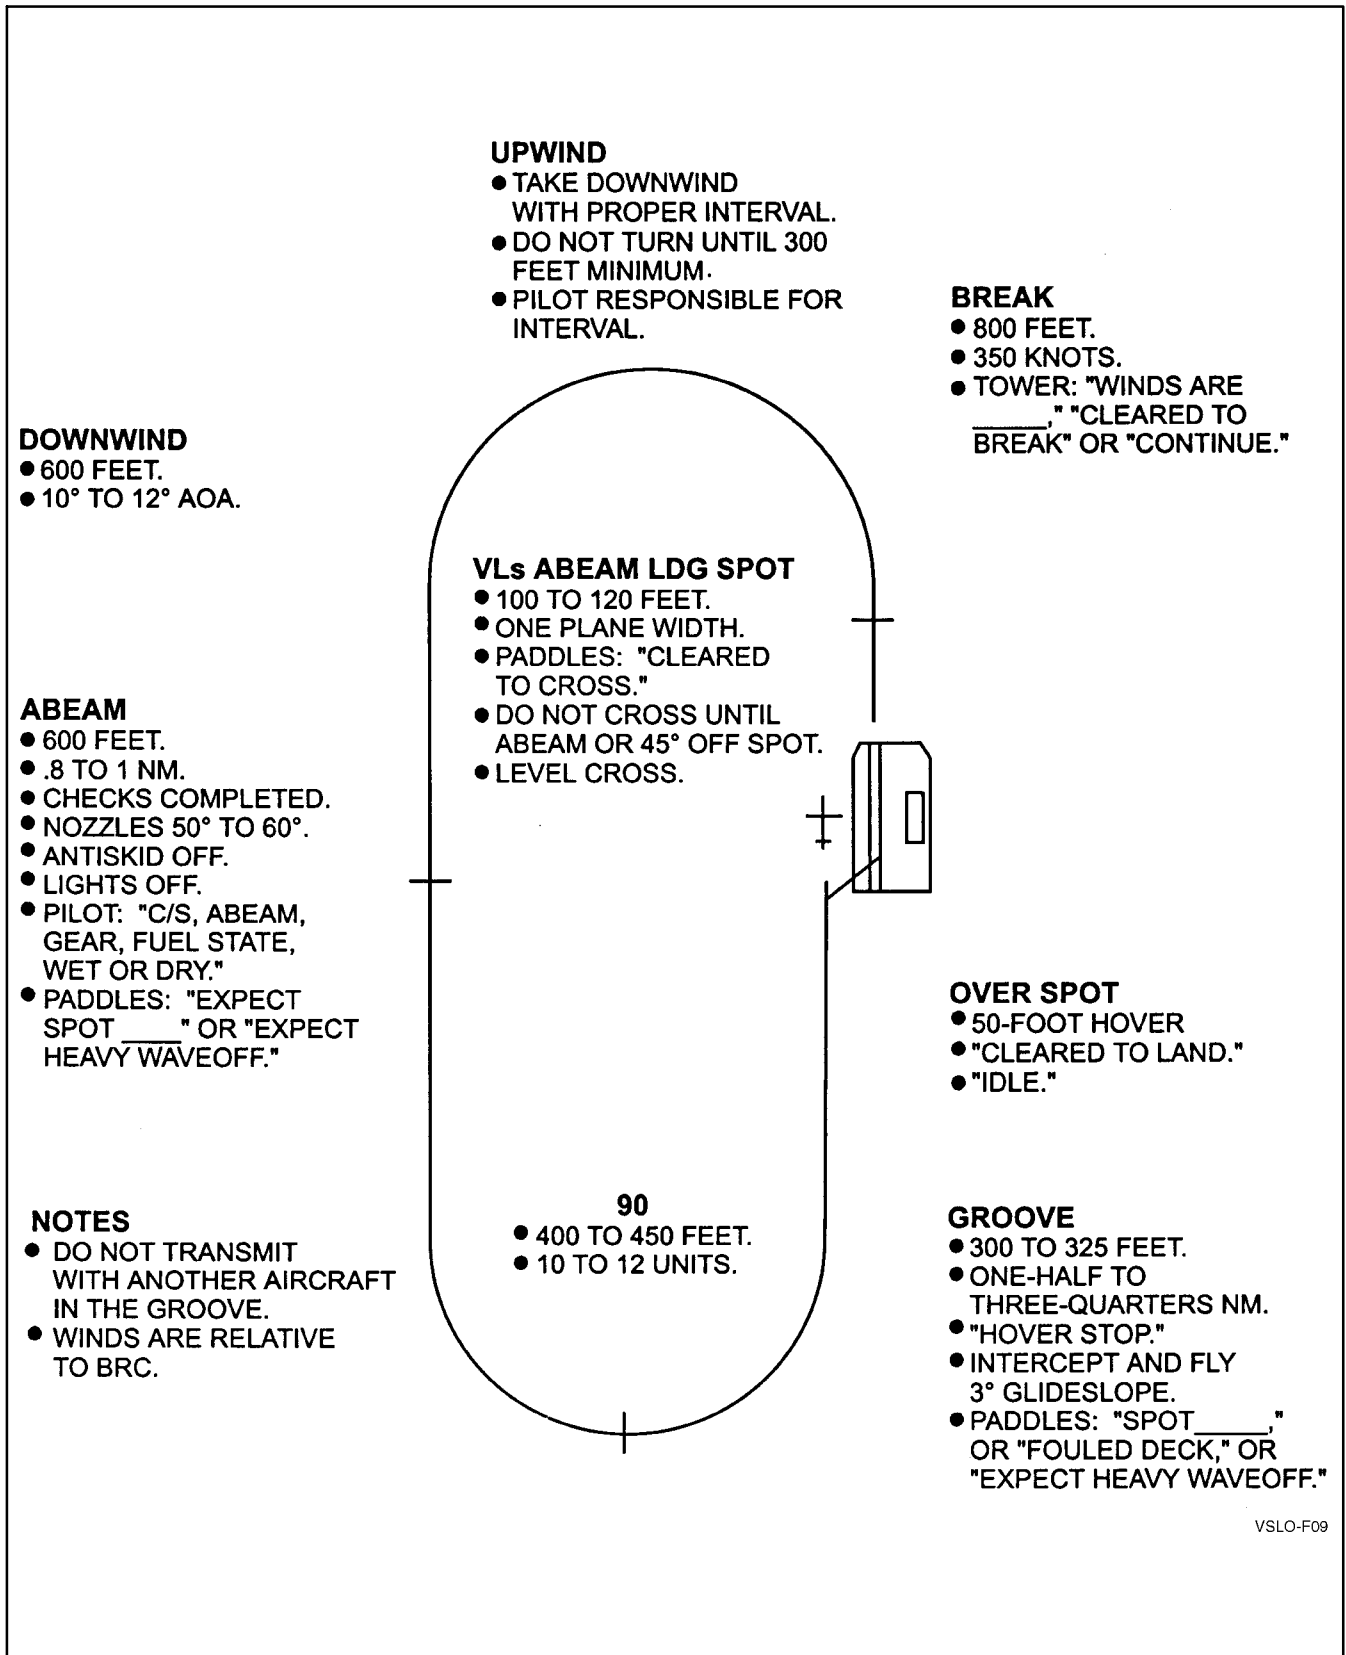 UPWIND
● TAKE DOWNWIND
WITH PROPER INTERVAL.
● DO NOT TURN UNTIL 300
FEET MINIMUM.
● PILOT RESPONSIBLE FOR
INTERVAL.
BREAK
● 800 FEET.
● 350 KNOTS.
● TOWER: "WINDS ARE
_____," "CLEARED TO
BREAK" OR "CONTINUE."
DOWNWIND
● 600 FEET.
● 10° TO 12° AOA.
VLs ABEAM LDG SPOT
● 100 TO 120 FEET.
● ONE PLANE WIDTH.
● PADDLES: "CLEARED
TO CROSS."
● DO NOT CROSS UNTIL
ABEAM OR 45° OFF SPOT.
● LEVEL CROSS.
ABEAM
● 600 FEET.
● .8 TO 1 NM.
● CHECKS COMPLETED.
● NOZZLES 50° TO 60°.
● ANTISKID OFF.
● LIGHTS OFF.
● PILOT: "C/S, ABEAM,
GEAR, FUEL STATE,
WET OR DRY."
● PADDLES: "EXPECT
SPOT ____" OR "EXPECT
HEAVY WAVEOFF."
OVER SPOT
● 50-FOOT HOVER
● "CLEARED TO LAND."
● "IDLE."
90
● 400 TO 450 FEET.
● 10 TO 12 UNITS.
NOTES
● DO NOT TRANSMIT
WITH ANOTHER AIRCRAFT
IN THE GROOVE.
● WINDS ARE RELATIVE
TO BRC.
GROOVE
● 300 TO 325 FEET.
● ONE-HALF TO
THREE-QUARTERS NM.
● "HOVER STOP."
● INTERCEPT AND FLY
3° GLIDESLOPE.
● PADDLES: "SPOT_____,"
OR "FOULED DECK," OR
"EXPECT HEAVY WAVEOFF."
VSLO-F09